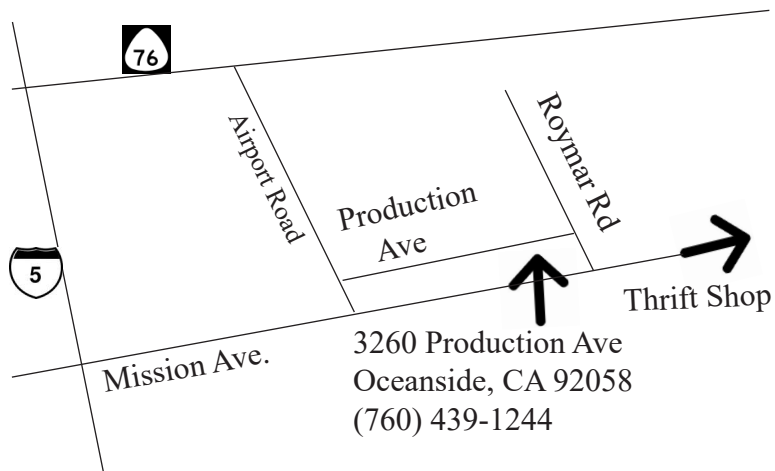 76
Airport Road
Roymar Rd
Production
Ave
5
Thrift Shop
Mission Ave.
3260 Production Ave
Oceanside, CA 92058
(760) 439-1244